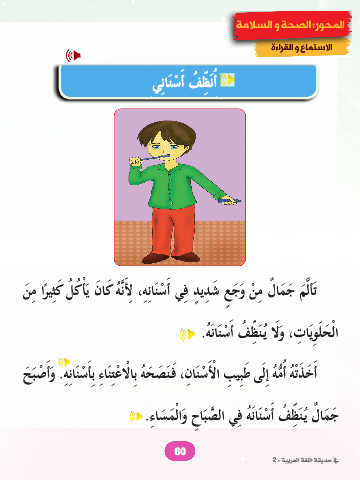 المحور: الصحة و السلامة
الاستماع و القراءة
أُنَظِّفُ أَسْنَانِي
تَأَلَّمَ جَمَالٌ مِنْ وَجَعٍ شَدِيدٍ فِي أَسْنَانِهِ، لِأَنَّهُ كَانَ يَأْكُلُ كَثِيرًا مِنَ
الْحَلَوِيَاتِ، وَلَا يُنَظِّفُ أَسْنَانَهُ.
أَخَذَتْهُ أُمُّهُ إِلَى طَبِيبِ الْأَسْنَانِ، فَنَصَحَهُ بِالْاعْتِنَاءِ بِأَسْنَانِهِ. وَأَصْبَحَ
جَمَالٌ يُنَظِّفُ أَسْنَانَهُ فِي الصَّبَاحِ وَالْمَسَاءِ.
60
في حديقة اللغة العربية - 2